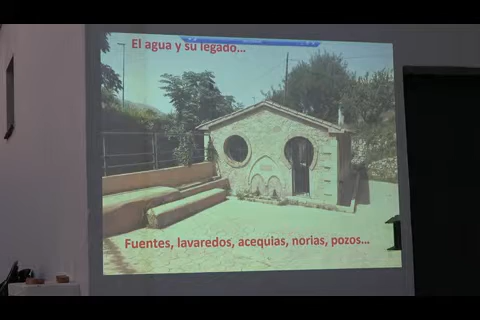 El agua y su legado...
Fuentes, lavaredos, acequias, norias, pozos...